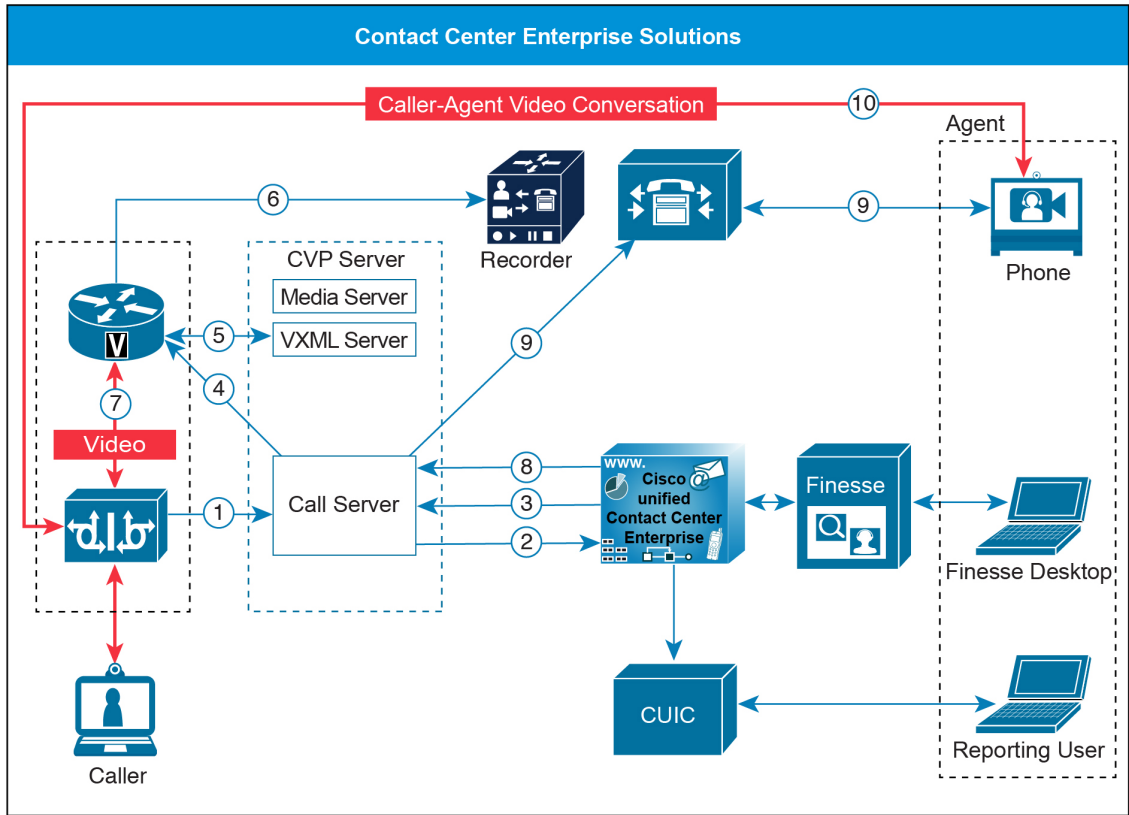 Contact Center Enterprise Solutions
Caller-Agent Video Conversation
10
Agent
6
Recorder
9
Phone
CVP Server
Media Server
VXML Server
5
4
9
7
Video
Call Server
1
8
3
2
www.
Cisco
unified
Contact Center
Enterprise
@
Finesse
Finesse Desktop
V
CUIC
Reporting User
Caller